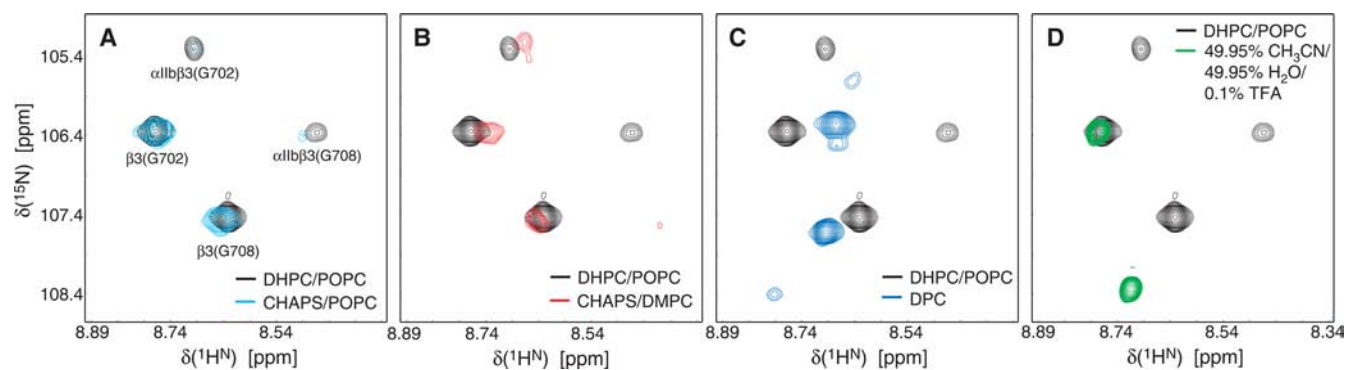 A
B
C
D
105.4
106.4
107.4
108.4
δ(¹⁵N) [ppm]
αIIbβ3(G702)
β3(G702)
αIIbβ3(G708)
β3(G708)
DHPC/POPC
CHAPS/POPC
DHPC/POPC
CHAPS/DMPC
DHPC/POPC
DPC
DHPC/POPC
49.95% CH₃CN/
49.95% H₂O/
0.1% TFA
8.89 8.74 8.54
8.89 8.74 8.54
8.89 8.74 8.54
8.89 8.74 8.54 8.34
δ(¹Hᴺ) [ppm]
δ(¹Hᴺ) [ppm]
δ(¹Hᴺ) [ppm]
δ(¹Hᴺ) [ppm]